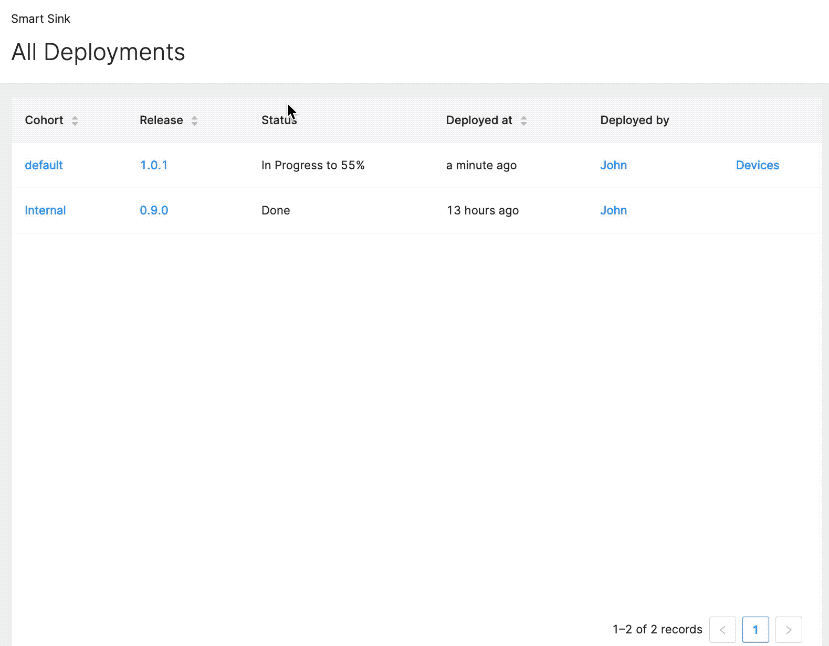 Smart Sink
All Deployments
Cohort Release Status Deployed at Deployed by
default 1.0.1 In Progress to 55% a minute ago John Devices
Internal 0.9.0 Done 13 hours ago John
1–2 of 2 records < 1 >